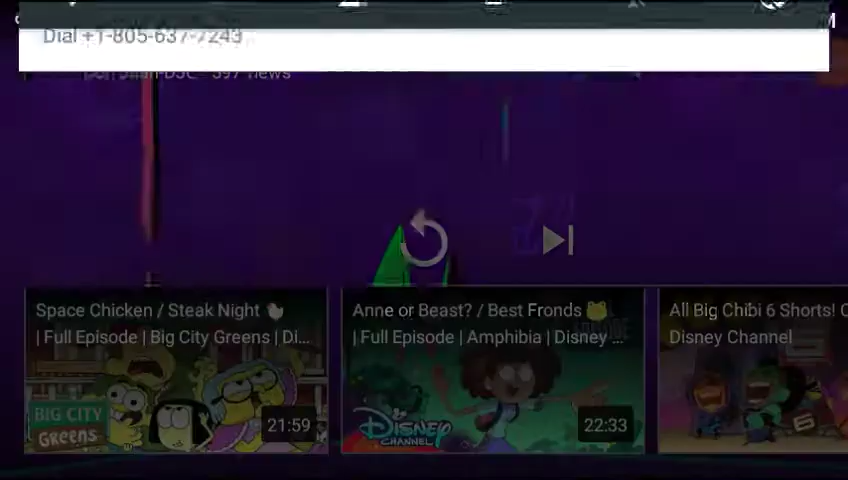 Dial +1-805-637-7243
Space Chicken / Steak Night 🐔
| Full Episode | Big City Greens | Di...
BIG CITY
GREENS
21:59
Anne or Beast? / Best Fronds 🐸
| Full Episode | Amphibia | Disney ...
DISNEY
CHANNEL
22:33
All Big Chibi 6 Shorts!
Disney Channel
6